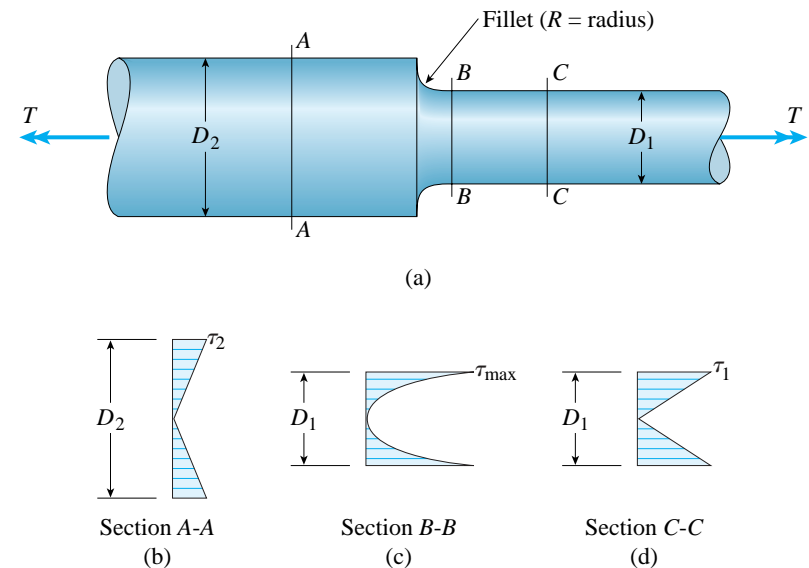 Fillet (R = radius)
A
B
C
T
D2
D1
T
A
B
C
(a)
τ2
τmax
τ1
D2
D1
D1
Section A-A
Section B-B
Section C-C
(b)
(c)
(d)